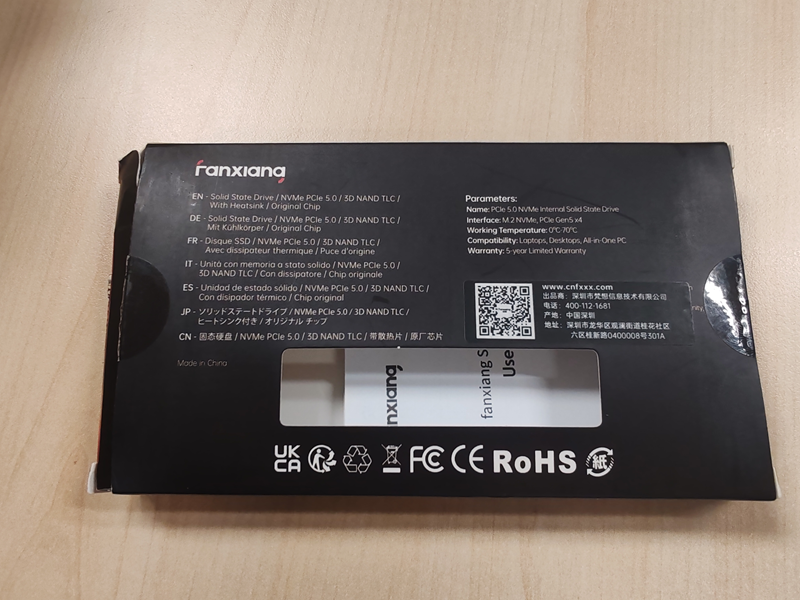 fanxiang
EN - Solid State Drive / NVMe PCIe 5.0 / 3D NAND TLC /
With Heatsink / Original Chip
DE - Solid State Drive / NVMe PCIe 5.0 / 3D NAND TLC /
Mit Kühlkörper / Original Chip
FR - Disque SSD / NVMe PCIe 5.0 / 3D NAND TLC /
Avec dissipateur thermique / Puce d'origine
IT - Unità con memoria a stato solido / NVMe PCIe 5.0 /
3D NAND TLC / Con dissipatore / Chip originale
ES - Unidad de estado sólido / NVMe PCIe 5.0 / 3D NAND TLC /
Con disipador térmico / Chip original
JP - ソリッドステートドライブ / NVMe PCIe 5.0 / 3D NAND TLC /
ヒートシンク付き / オリジナル チップ
CN - 固态硬盘 / NVMe PCIe 5.0 / 3D NAND TLC / 带散热片 / 原厂芯片
Made in China
Parameters:
Name: PCIe 5.0 NVMe Internal Solid State Drive
Interface: M.2 NVMe, PCIe Gen5 x4
Working Temperature: 0℃-70℃
Compatibility: Laptops, Desktops, All-in-One PC
Warranty: 5-year Limited Warranty
www.cnfxxx.com
出品商: 深圳市梵想信息技术有限公司
电话: 400-112-1681
产地: 中国深圳
地址: 深圳市龙华区观澜街道桂花社区
六区桂新路0400008号301A
nxiang
fanxiang S
Use
UK
CA
FC CE RoHS 紙